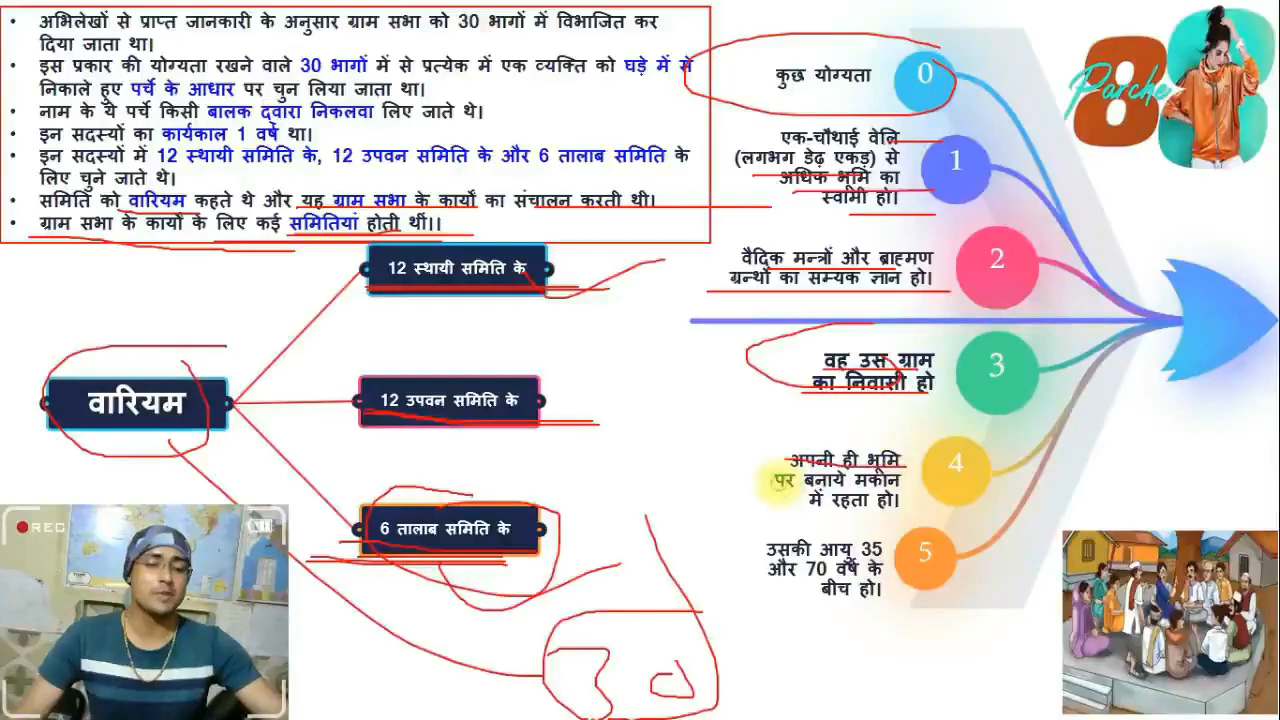 अभिलेखों से प्राप्त जानकारी के अनुसार ग्राम सभा को 30 भागों में विभाजित कर
दिया जाता था।
इस प्रकार की योग्यता रखने वाले 30 भागों में से प्रत्येक में एक व्यक्ति को घड़े में से
निकाले हुए पर्चे के आधार पर चुन लिया जाता था।
नाम के ये पर्चे किसी बालक द्वारा निकलवा लिए जाते थे।
इन सदस्यों का कार्यकाल 1 वर्ष था।
इन सदस्यों में 12 स्थायी समिति के, 12 उपवन समिति के और 6 तालाब समिति के
लिए चुने जाते थे।
समिति को वारियम कहते थे और यह ग्राम सभा के कार्यों का संचालन करती थी।
ग्राम सभा के कार्यों के लिए कई समितियां होती थीं।।
12 स्थायी समिति के
वारियम
12 उपवन समिति के
6 तालाब समिति के
30
REC
कुछ योग्यता
0
एक-चौथाई वेलि
(लगभग डेढ़ एकड़) से
अधिक भूमि का
स्वामी हो।
1
वैदिक मन्त्रों और ब्राह्मण
ग्रन्थों का सम्यक ज्ञान हो।
2
वह उस ग्राम
का निवासी हो
3
अपनी ही भूमि
पर बनाये मकान
में रहता हो।
4
उसकी आयु 35
और 70 वर्ष के
बीच हो।
5
88
Parcham